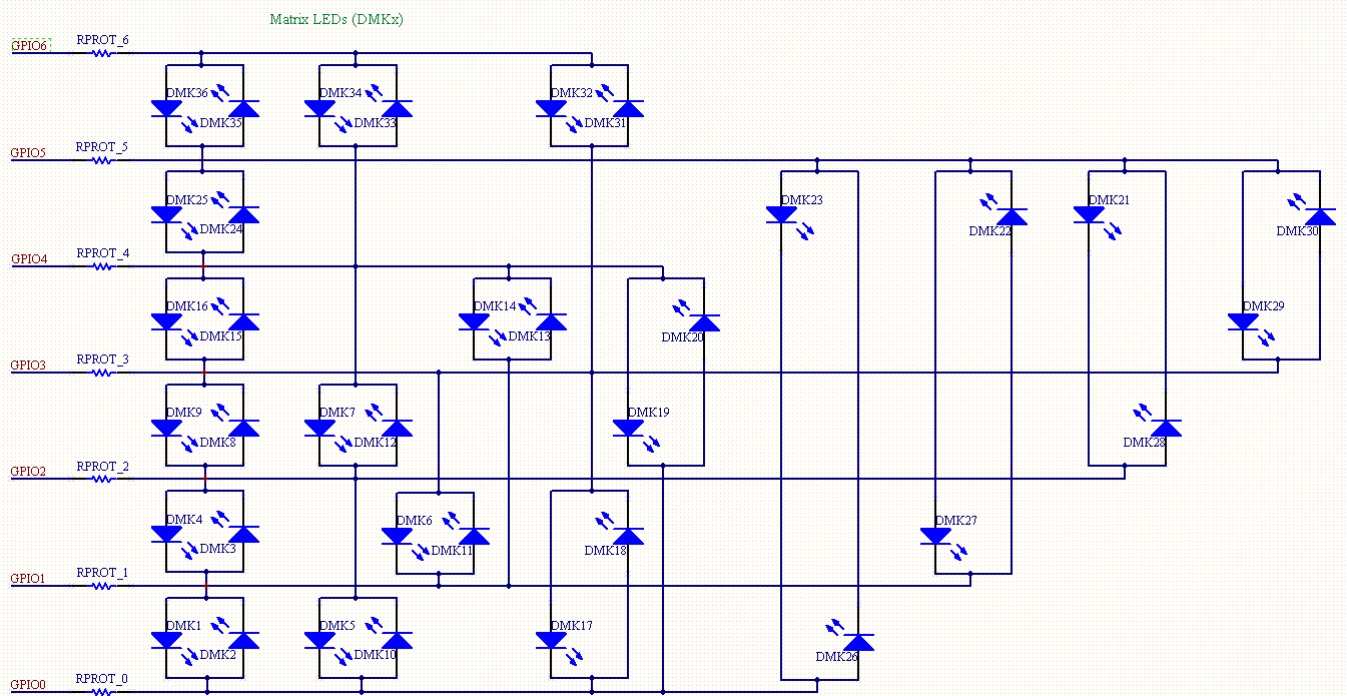 Matrix LEDs (DMKx)
GPIO6 RPROT_6
DMK36 DMK34 DMK32
DMK35 DMK33 DMK31
GPIO5 RPROT_5
DMK25 DMK23 DMK21
DMK24 DMK22 DMK30
GPIO4 RPROT_4
DMK16 DMK14 DMK29
DMK15 DMK13 DMK20
GPIO3 RPROT_3
DMK9 DMK7 DMK19
DMK8 DMK12 DMK28
GPIO2 RPROT_2
DMK4 DMK6 DMK27
DMK3 DMK11 DMK18
GPIO1 RPROT_1
DMK1 DMK5 DMK17
DMK2 DMK10 DMK26
GPIO0 RPROT_0